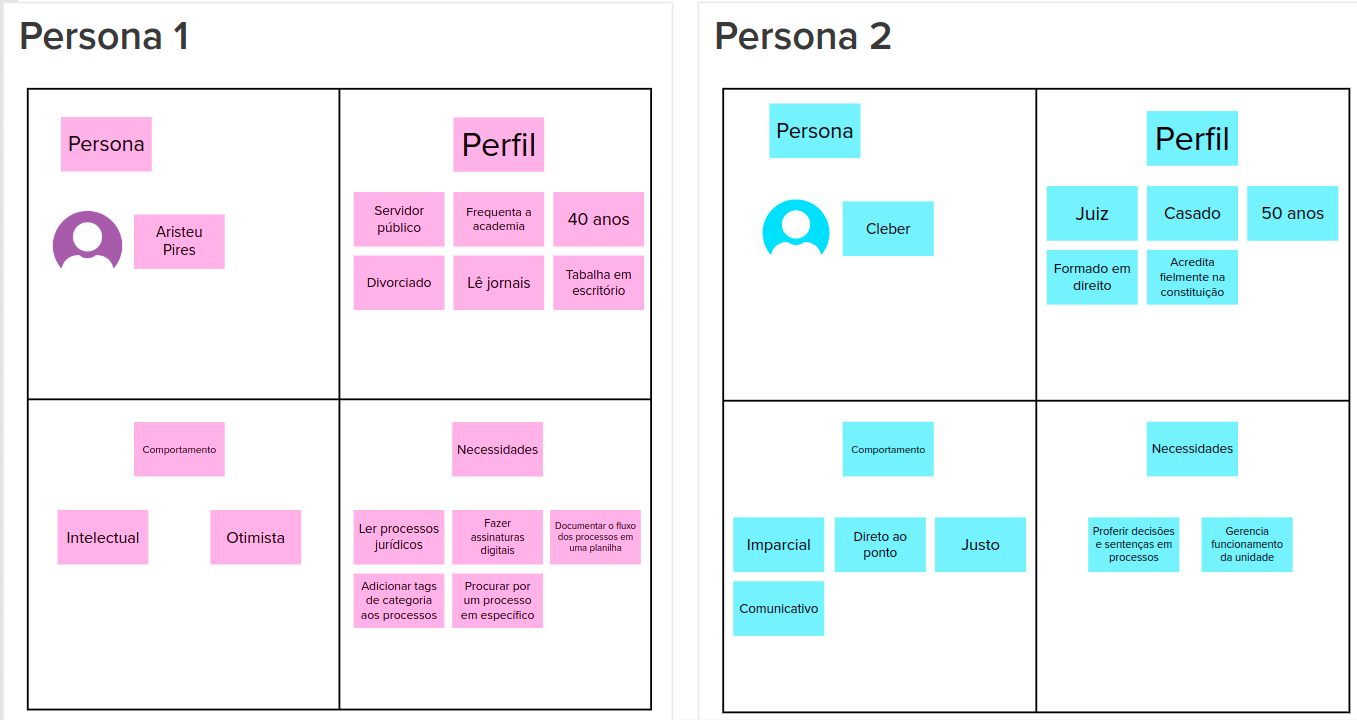 Persona 1
Persona
Aristeu
Pires
Perfil
Servidor
público
Frequenta a
academia
40 anos
Divorciado
Lê jornais
Tabalha em
escritório
Comportamento
Intelectual
Otimista
Necessidades
Ler processos
jurídicos
Fazer
assinaturas
digitais
Documentar o fluxo
dos processos em
uma planilha
Adicionar tags
de categoria
aos processos
Procurar por
um processo
em específico
Persona 2
Persona
Cleber
Perfil
Juiz
Casado
50 anos
Formado em
direito
Acredita
fielmente na
constituição
Comportamento
Imparcial
Direto ao
ponto
Justo
Comunicativo
Necessidades
Proferir decisões
e sentenças em
processos
Gerencia
funcionamento
da unidade